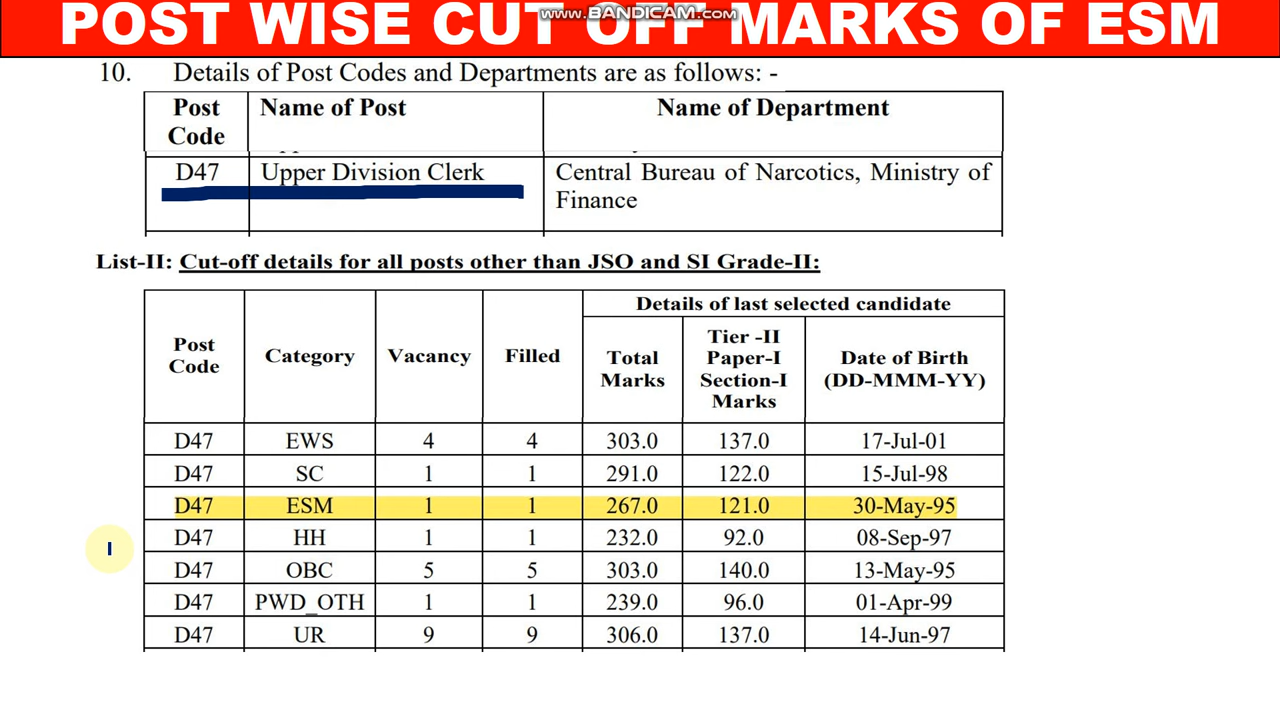 www.BANDICAM.com
POST WISE CUT OFF MARKS OF ESM
10. Details of Post Codes and Departments are as follows: -
Post Code Name of Post Name of Department
D47 Upper Division Clerk Central Bureau of Narcotics, Ministry of
Finance
List-II: Cut-off details for all posts other than JSO and SI Grade-II:
Details of last selected candidate
Post Code Category Vacancy Filled Total Marks Tier -II Paper-I Section-I Marks Date of Birth (DD-MMM-YY)
D47 EWS 4 4 303.0 137.0 17-Jul-01
D47 SC 1 1 291.0 122.0 15-Jul-98
D47 ESM 1 1 267.0 121.0 30-May-95
D47 HH 1 1 232.0 92.0 08-Sep-97
D47 OBC 5 5 303.0 140.0 13-May-95
D47 PWD_OTH 1 1 239.0 96.0 01-Apr-99
D47 UR 9 9 306.0 137.0 14-Jun-97